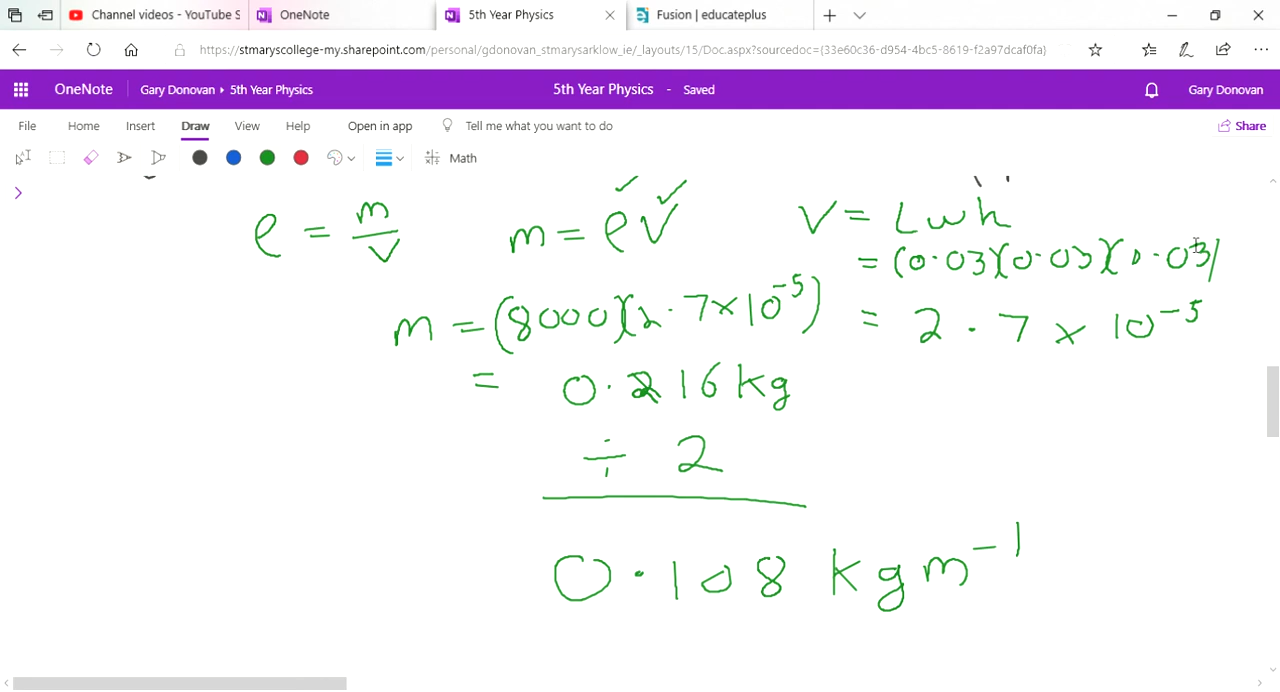 Channel videos - YouTube S
OneNote
5th Year Physics
Fusion | educateplus
https://stmaryscollege-my.sharepoint.com/personal/gdonovan_stmarysarklow_ie/_layouts/15/Doc.aspx?sourcedoc={33e60c36-d954-4bc5-8619-f2a97dcaf0fa}
OneNote Gary Donovan ▸ 5th Year Physics 5th Year Physics - Saved Gary Donovan
File Home Insert Draw View Help Open in app Tell me what you want to do Share
Math
ρ = m/V
m = ρV
V = Lwh
= (0.03)(0.03)(0.03)
= 2.7 × 10⁻⁵
m = (8000)(2.7×10⁻⁵)
= 0.216kg
÷ 2
0.108 kgm⁻¹